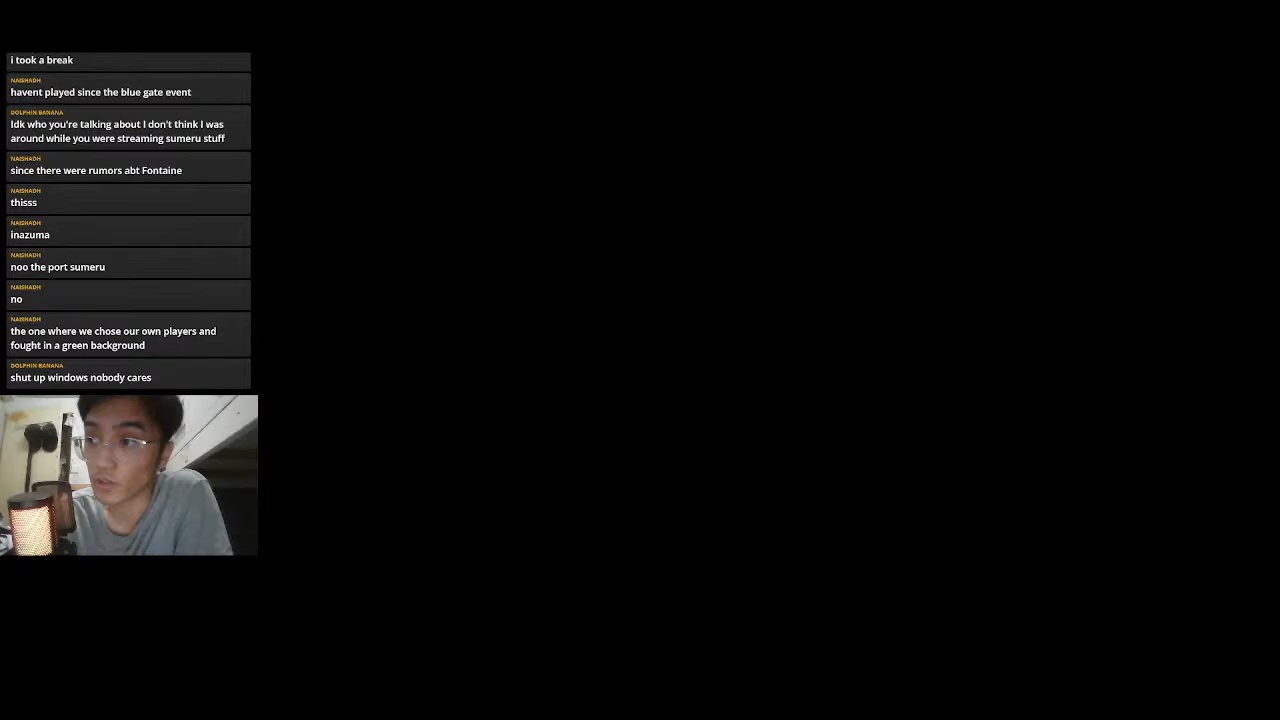 i took a break
NAISHADH
havent played since the blue gate event
DOLPHIN BANANA
Idk who you're talking about I don't think I was
around while you were streaming sumeru stuff
NAISHADH
since there were rumors abt Fontaine
NAISHADH
thisss
NAISHADH
inazuma
NAISHADH
noo the port sumeru
NAISHADH
no
NAISHADH
the one where we chose our own players and
fought in a green background
DOLPHIN BANANA
shut up windows nobody cares